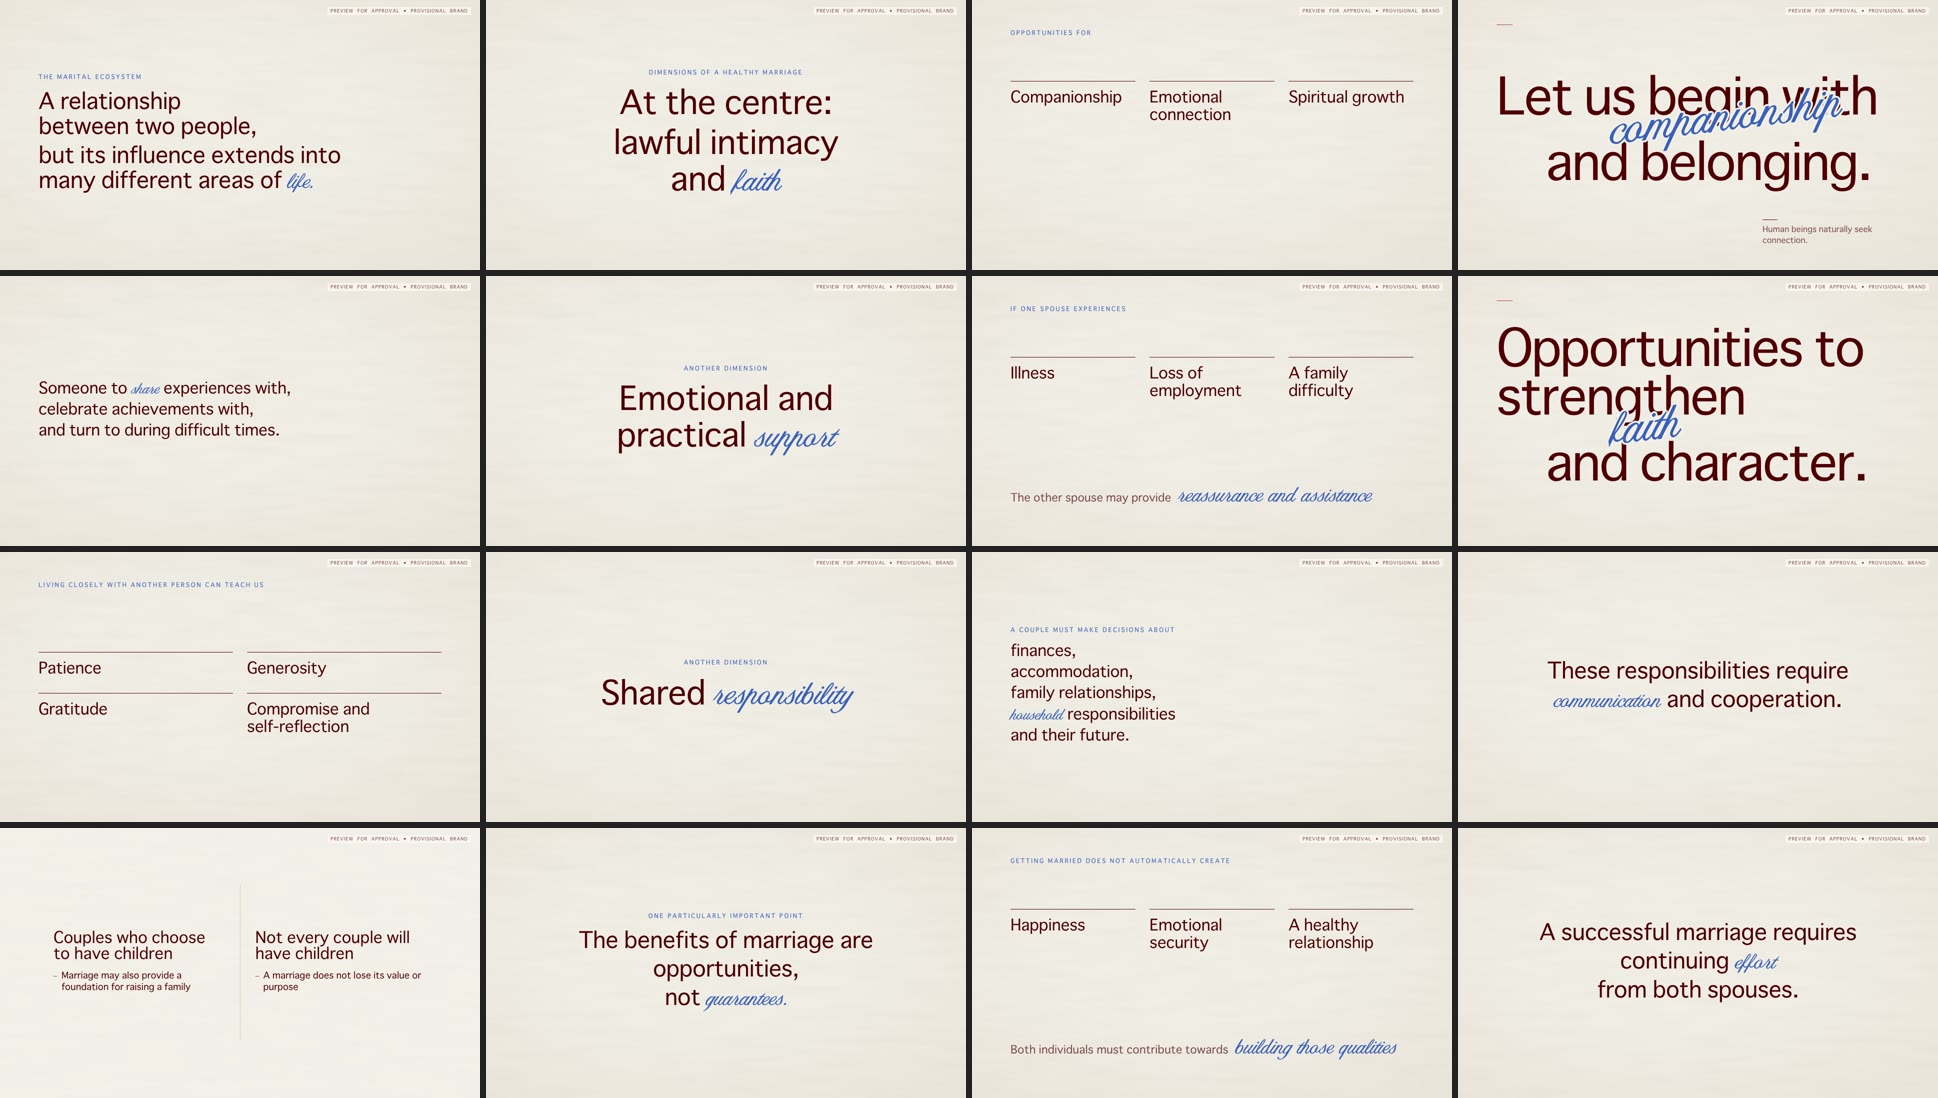 PREVIEW FOR APPROVAL • PROVISIONAL BRAND
THE MARITAL ECOSYSTEM
A relationship
between two people,
but its influence extends into
many different areas of life.
PREVIEW FOR APPROVAL • PROVISIONAL BRAND
DIMENSIONS OF A HEALTHY MARRIAGE
At the centre:
lawful intimacy
and faith
PREVIEW FOR APPROVAL • PROVISIONAL BRAND
OPPORTUNITIES FOR
Companionship
Emotional
connection
Spiritual growth
PREVIEW FOR APPROVAL • PROVISIONAL BRAND
Let us begin with
companionship
and belonging.
Human beings naturally seek
connection.
PREVIEW FOR APPROVAL • PROVISIONAL BRAND
Someone to share experiences with,
celebrate achievements with,
and turn to during difficult times.
PREVIEW FOR APPROVAL • PROVISIONAL BRAND
ANOTHER DIMENSION
Emotional and
practical support
PREVIEW FOR APPROVAL • PROVISIONAL BRAND
IF ONE SPOUSE EXPERIENCES
Illness
Loss of
employment
A family
difficulty
The other spouse may provide reassurance and assistance
PREVIEW FOR APPROVAL • PROVISIONAL BRAND
Opportunities to
strengthen
faith
and character.
PREVIEW FOR APPROVAL • PROVISIONAL BRAND
LIVING CLOSELY WITH ANOTHER PERSON CAN TEACH US
Patience
Generosity
Gratitude
Compromise and
self-reflection
PREVIEW FOR APPROVAL • PROVISIONAL BRAND
ANOTHER DIMENSION
Shared responsibility
PREVIEW FOR APPROVAL • PROVISIONAL BRAND
A COUPLE MUST MAKE DECISIONS ABOUT
finances,
accommodation,
family relationships,
household responsibilities
and their future.
PREVIEW FOR APPROVAL • PROVISIONAL BRAND
These responsibilities require
communication and cooperation.
PREVIEW FOR APPROVAL • PROVISIONAL BRAND
Couples who choose
to have children
– Marriage may also provide a
foundation for raising a family
Not every couple will
have children
– A marriage does not lose its value or
purpose
PREVIEW FOR APPROVAL • PROVISIONAL BRAND
ONE PARTICULARLY IMPORTANT POINT
The benefits of marriage are
opportunities,
not guarantees.
PREVIEW FOR APPROVAL • PROVISIONAL BRAND
GETTING MARRIED DOES NOT AUTOMATICALLY CREATE
Happiness
Emotional
security
A healthy
relationship
Both individuals must contribute towards building those qualities
PREVIEW FOR APPROVAL • PROVISIONAL BRAND
A successful marriage requires
continuing effort
from both spouses.